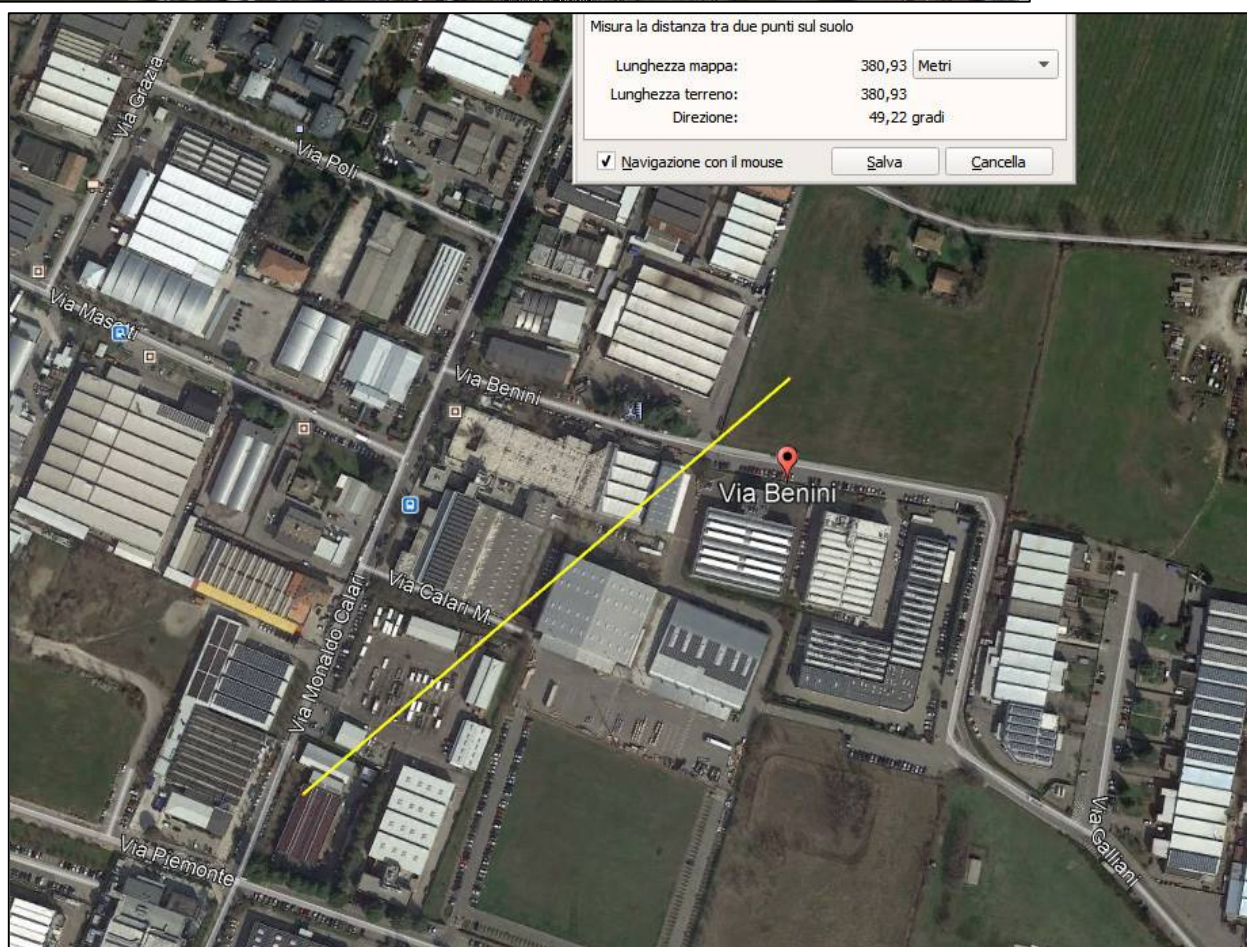 Misura la distanza tra due punti sul suolo
Lunghezza mappa: 380,93 Metri
Lunghezza terreno: 380,93
Direzione: 49,22 gradi
Navigazione con il mouse Salva Cancella
Via Grazia
Via Poli
Via Masetti
Via Benini
Via Benini
Via Calari M.
Via Monaldo Calari
Via Piemonte
Via Galliani